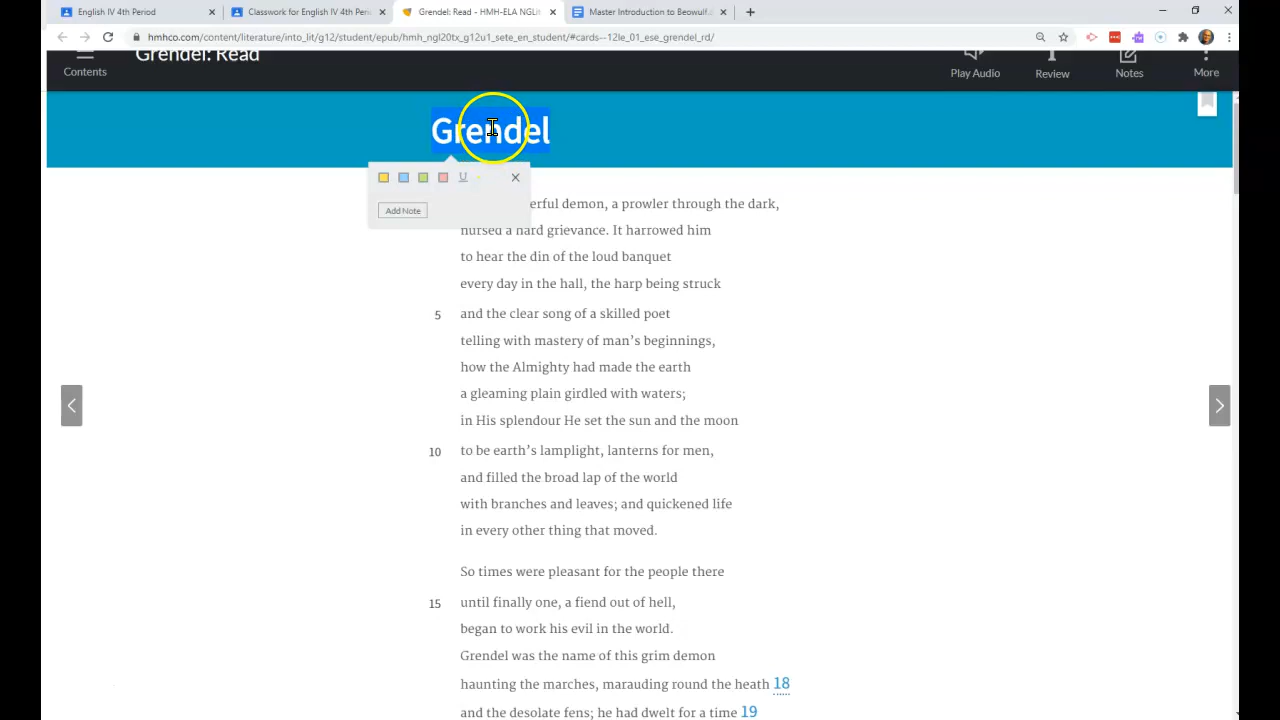 English IV 4th Period
Classwork for English IV 4th Peri
Grendel: Read - HMH-ELA NGLin
Master Introduction to Beowulf.d
hmhco.com/content/literature/into_lit/g12/student/epub/hmh_ngl20tx_g12u1_sete_en_student/#cards--12le_01_ese_grendel_rd/
Contents
Grendel: Read
Play Audio
Review
Notes
More
Grendel
U
Add Note
erful demon, a prowler through the dark,
nursed a hard grievance. It harrowed him
to hear the din of the loud banquet
every day in the hall, the harp being struck
5 and the clear song of a skilled poet
telling with mastery of man's beginnings,
how the Almighty had made the earth
a gleaming plain girdled with waters;
in His splendour He set the sun and the moon
10 to be earth's lamplight, lanterns for men,
and filled the broad lap of the world
with branches and leaves; and quickened life
in every other thing that moved.
So times were pleasant for the people there
15 until finally one, a fiend out of hell,
began to work his evil in the world.
Grendel was the name of this grim demon
haunting the marches, marauding round the heath 18
and the desolate fens; he had dwelt for a time 19